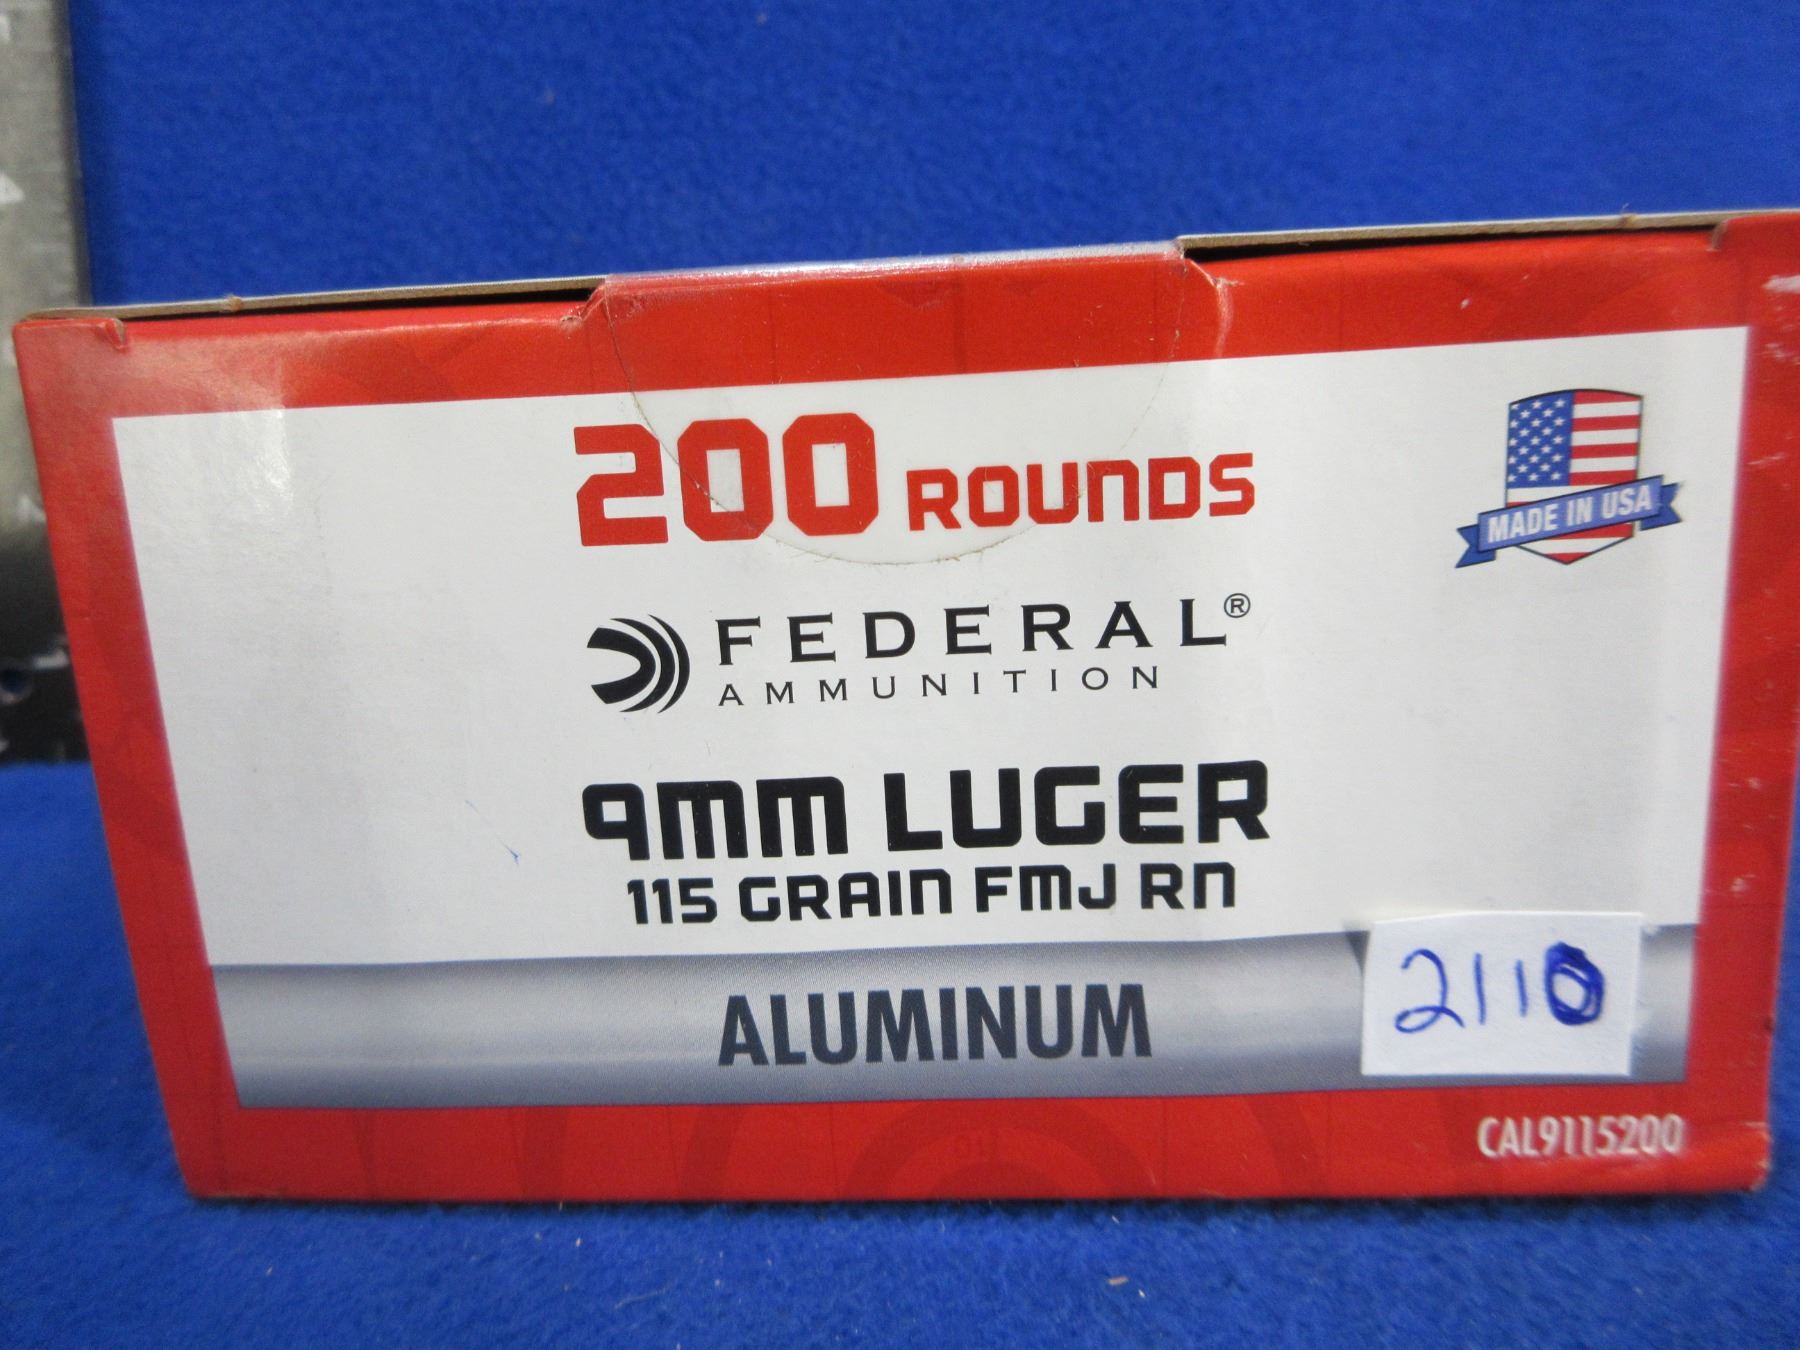 200 ROUNDS
MADE IN USA
FEDERAL®
AMMUNITION
9MM LUGER
115 GRAIN FMJ RN
ALUMINUM
2110
CAL9115200